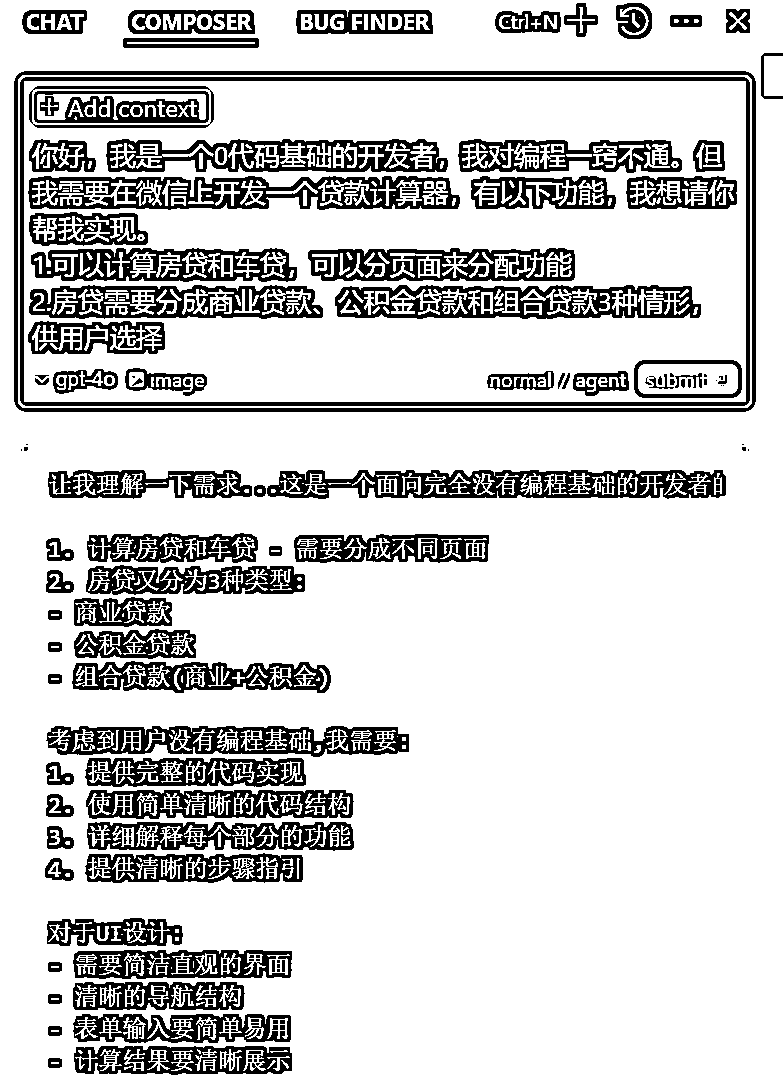 CHAT COMPOSER BUG FINDER Ctrl+N
+ Add context
你好，我是一个0代码基础的开发者，我对编程一窍不通。但
我需要在微信上开发一个贷款计算器，有以下功能，我想请你
帮我实现。
1.可以计算房贷和车贷，可以分页面来分配功能
2.房贷需要分成商业贷款、公积金贷款和组合贷款3种情形，
供用户选择
gpt-4o image normal // agent submit
让我理解一下需求...这是一个面向完全没有编程基础的开发者的
1. 计算房贷和车贷 - 需要分成不同页面
2. 房贷又分为3种类型:
- 商业贷款
- 公积金贷款
- 组合贷款(商业+公积金)
考虑到用户没有编程基础,我需要:
1. 提供完整的代码实现
2. 使用简单清晰的代码结构
3. 详细解释每个部分的功能
4. 提供清晰的步骤指引
对于UI设计:
- 需要简洁直观的界面
- 清晰的导航结构
- 表单输入要简单易用
- 计算结果要清晰展示